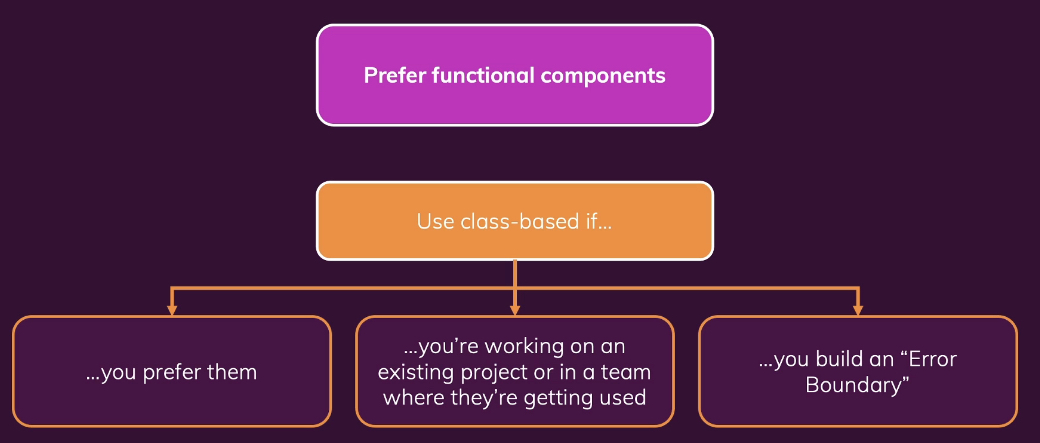 Prefer functional components
Use class-based if...
...you prefer them
...you’re working on an
existing project or in a team
where they’re getting used
...you build an “Error
Boundary”